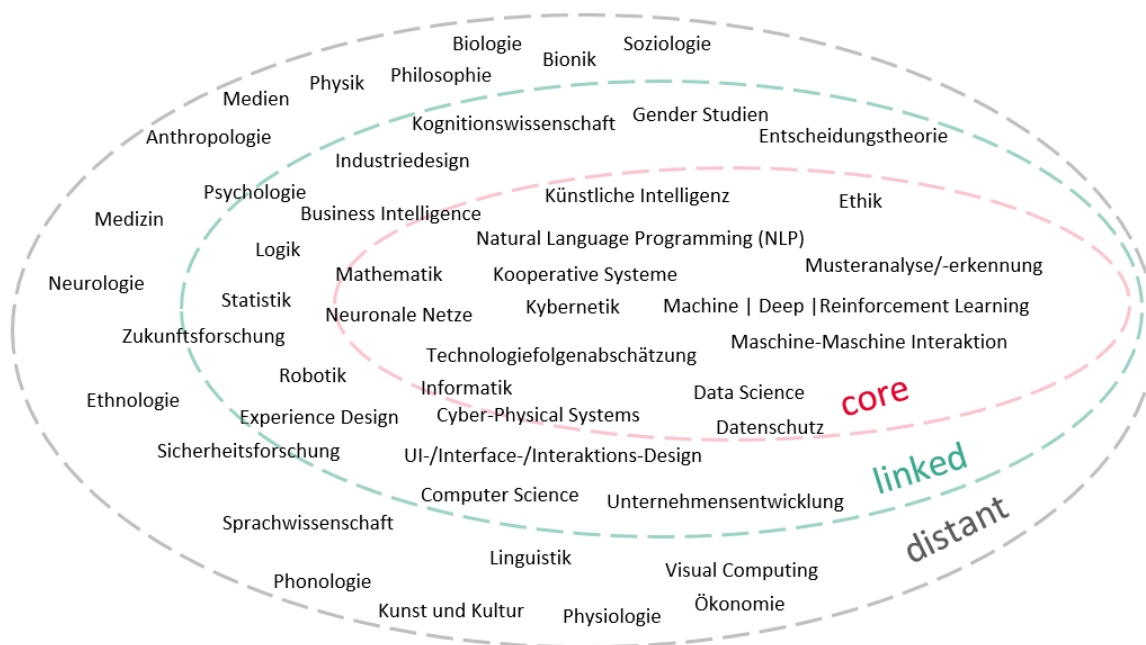 Biologie
Soziologie
Bionik
Philosophie
Physik
Medien
Gender Studien
Kognitionswissenschaft
Entscheidungstheorie
Anthropologie
Industriedesign
Psychologie
Künstliche Intelligenz
Ethik
Medizin
Business Intelligence
Natural Language Programming (NLP)
Logik
Musteranalyse/-erkennung
Mathematik
Kooperative Systeme
Neurologie
Statistik
Kybernetik
Machine | Deep |Reinforcement Learning
Neuronale Netze
Zukunftsforschung
Maschine-Maschine Interaktion
Technologiefolgenabschätzung
Robotik
Informatik
Data Science
core
Ethnologie
Experience Design
Cyber-Physical Systems
Datenschutz
Sicherheitsforschung
UI-/Interface-/Interaktions-Design
linked
Computer Science
Unternehmensentwicklung
Sprachwissenschaft
distant
Linguistik
Visual Computing
Phonologie
Kunst und Kultur
Physiologie
Ökonomie